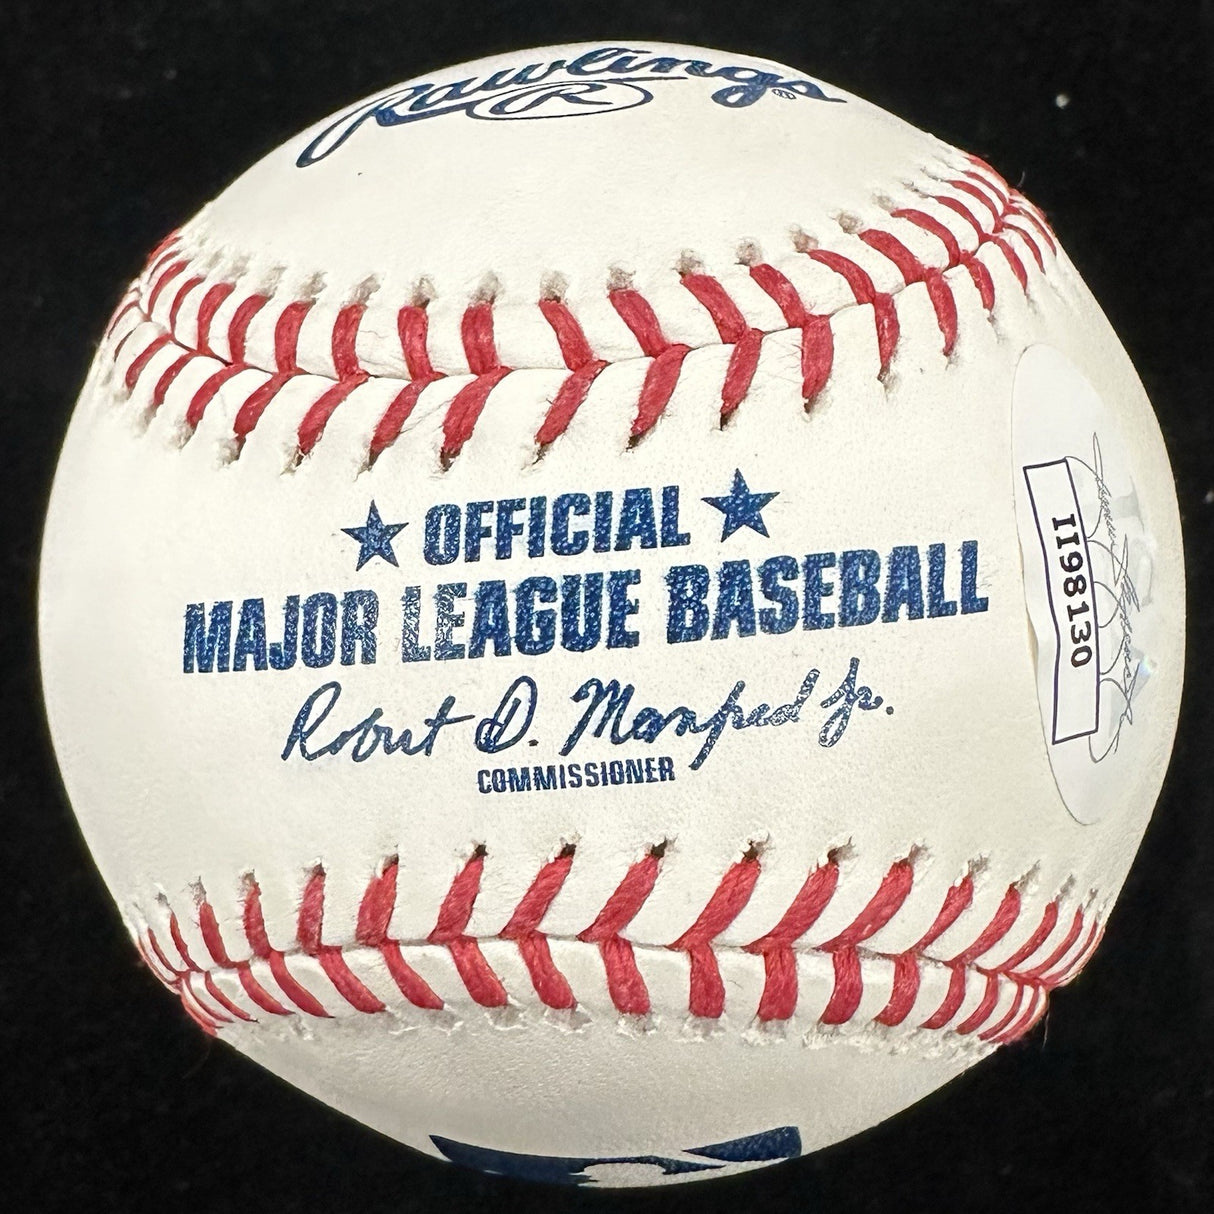 Rawlings ®
R
★ OFFICIAL ★
MAJOR LEAGUE BASEBALL
Robert D. Manfred Jr.
COMMISSIONER
II98130